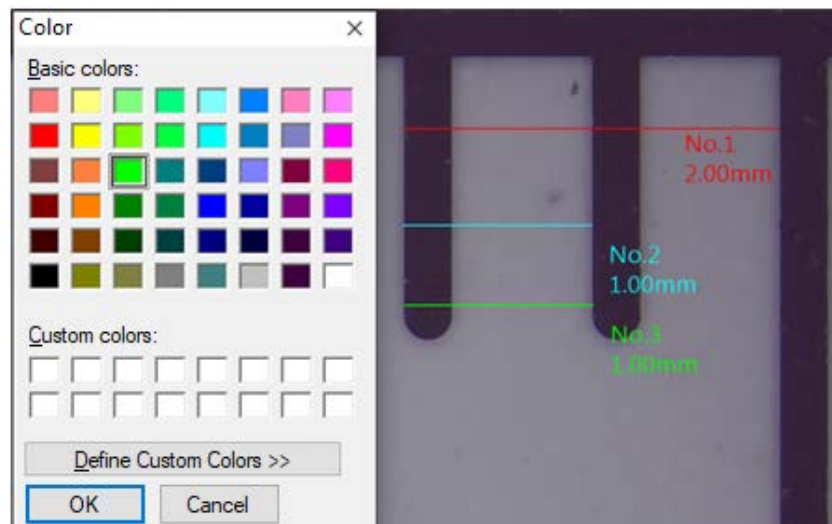 Color
Basic colors:
Custom colors:
Define Custom Colors >>
OK
Cancel
No.1
2.00mm
No.2
1.00mm
No.3
1.00mm